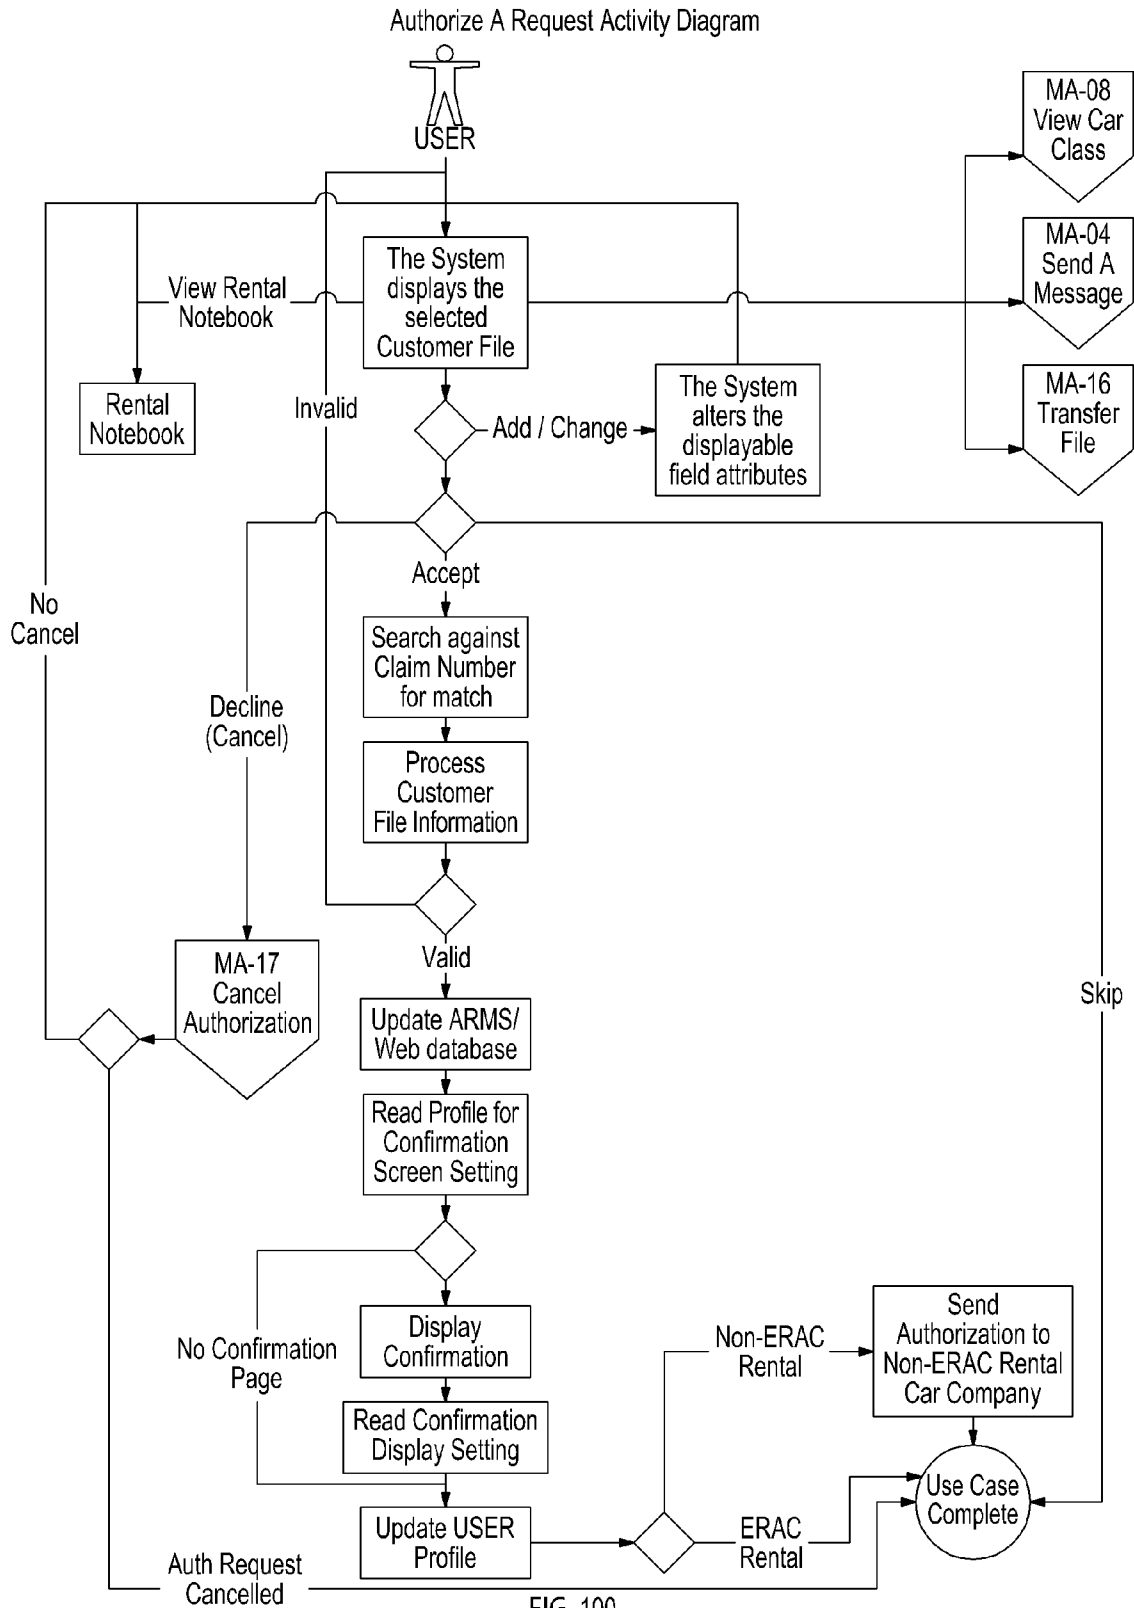 Authorize A Request Activity Diagram
USER
MA-08
View Car
Class
The System
displays the
selected
Customer File
View Rental
Notebook
MA-04
Send A
Message
Rental
Notebook
Invalid
Add / Change
The System
alters the
displayable
field attributes
MA-16
Transfer
File
Accept
No
Cancel
Search against
Claim Number
for match
Decline
(Cancel)
Process
Customer
File Information
Valid
MA-17
Cancel
Authorization
Skip
Update ARMS/
Web database
Read Profile for
Confirmation
Screen Setting
No Confirmation
Page
Display
Confirmation
Non-ERAC
Rental
Send
Authorization to
Non-ERAC Rental
Car Company
Read Confirmation
Display Setting
Use Case
Complete
Update USER
Profile
ERAC
Rental
Auth Request
Cancelled
FIG. 100